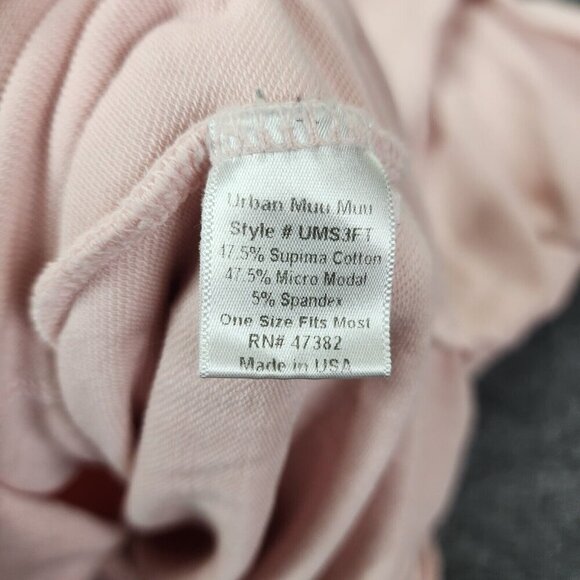 Urban Muu Muu
Style # UMS3FT
47.5% Supima Cotton
47.5% Micro Modal
5% Spandex
One Size Fits Most
RN# 47382
Made in USA